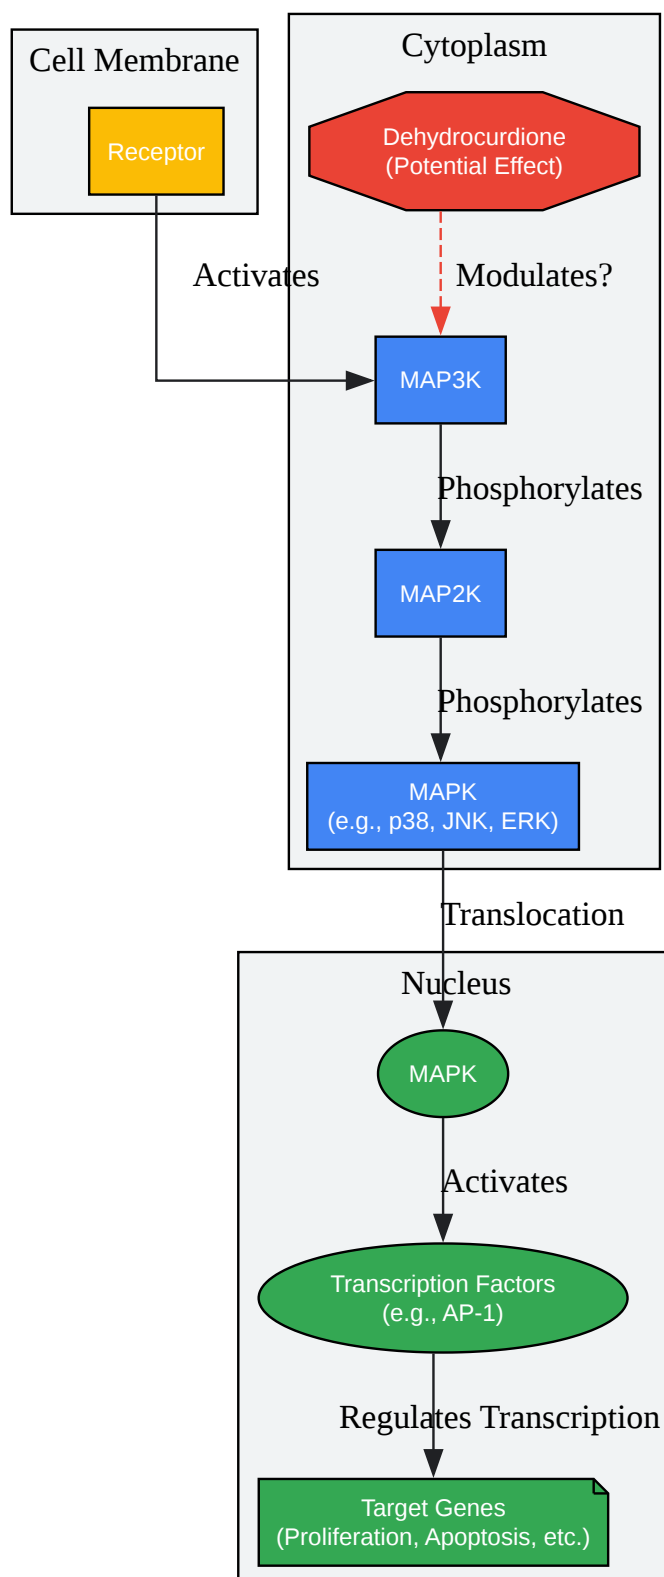 Cell Membrane
Receptor
Cytoplasm
Dehydrocurdione
(Potential Effect)
Activates
Modulates?
MAP3K
Phosphorylates
MAP2K
Phosphorylates
MAPK
(e.g., p38, JNK, ERK)
Translocation
Nucleus
MAPK
Activates
Transcription Factors
(e.g., AP-1)
Regulates Transcription
Target Genes
(Proliferation, Apoptosis, etc.)